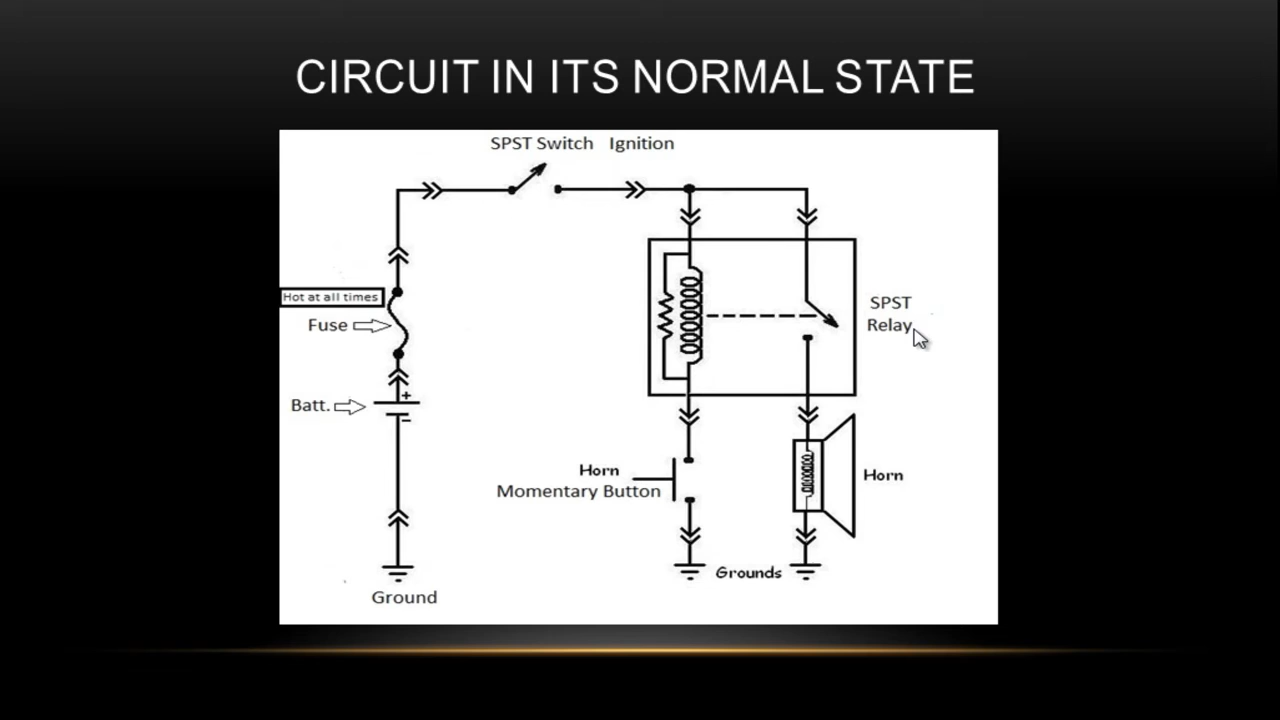 CIRCUIT IN ITS NORMAL STATE
SPST Switch Ignition
Hot at all times
Fuse
Batt.
+
−
Ground
SPST
Relay
Horn
Momentary Button
Horn
Grounds